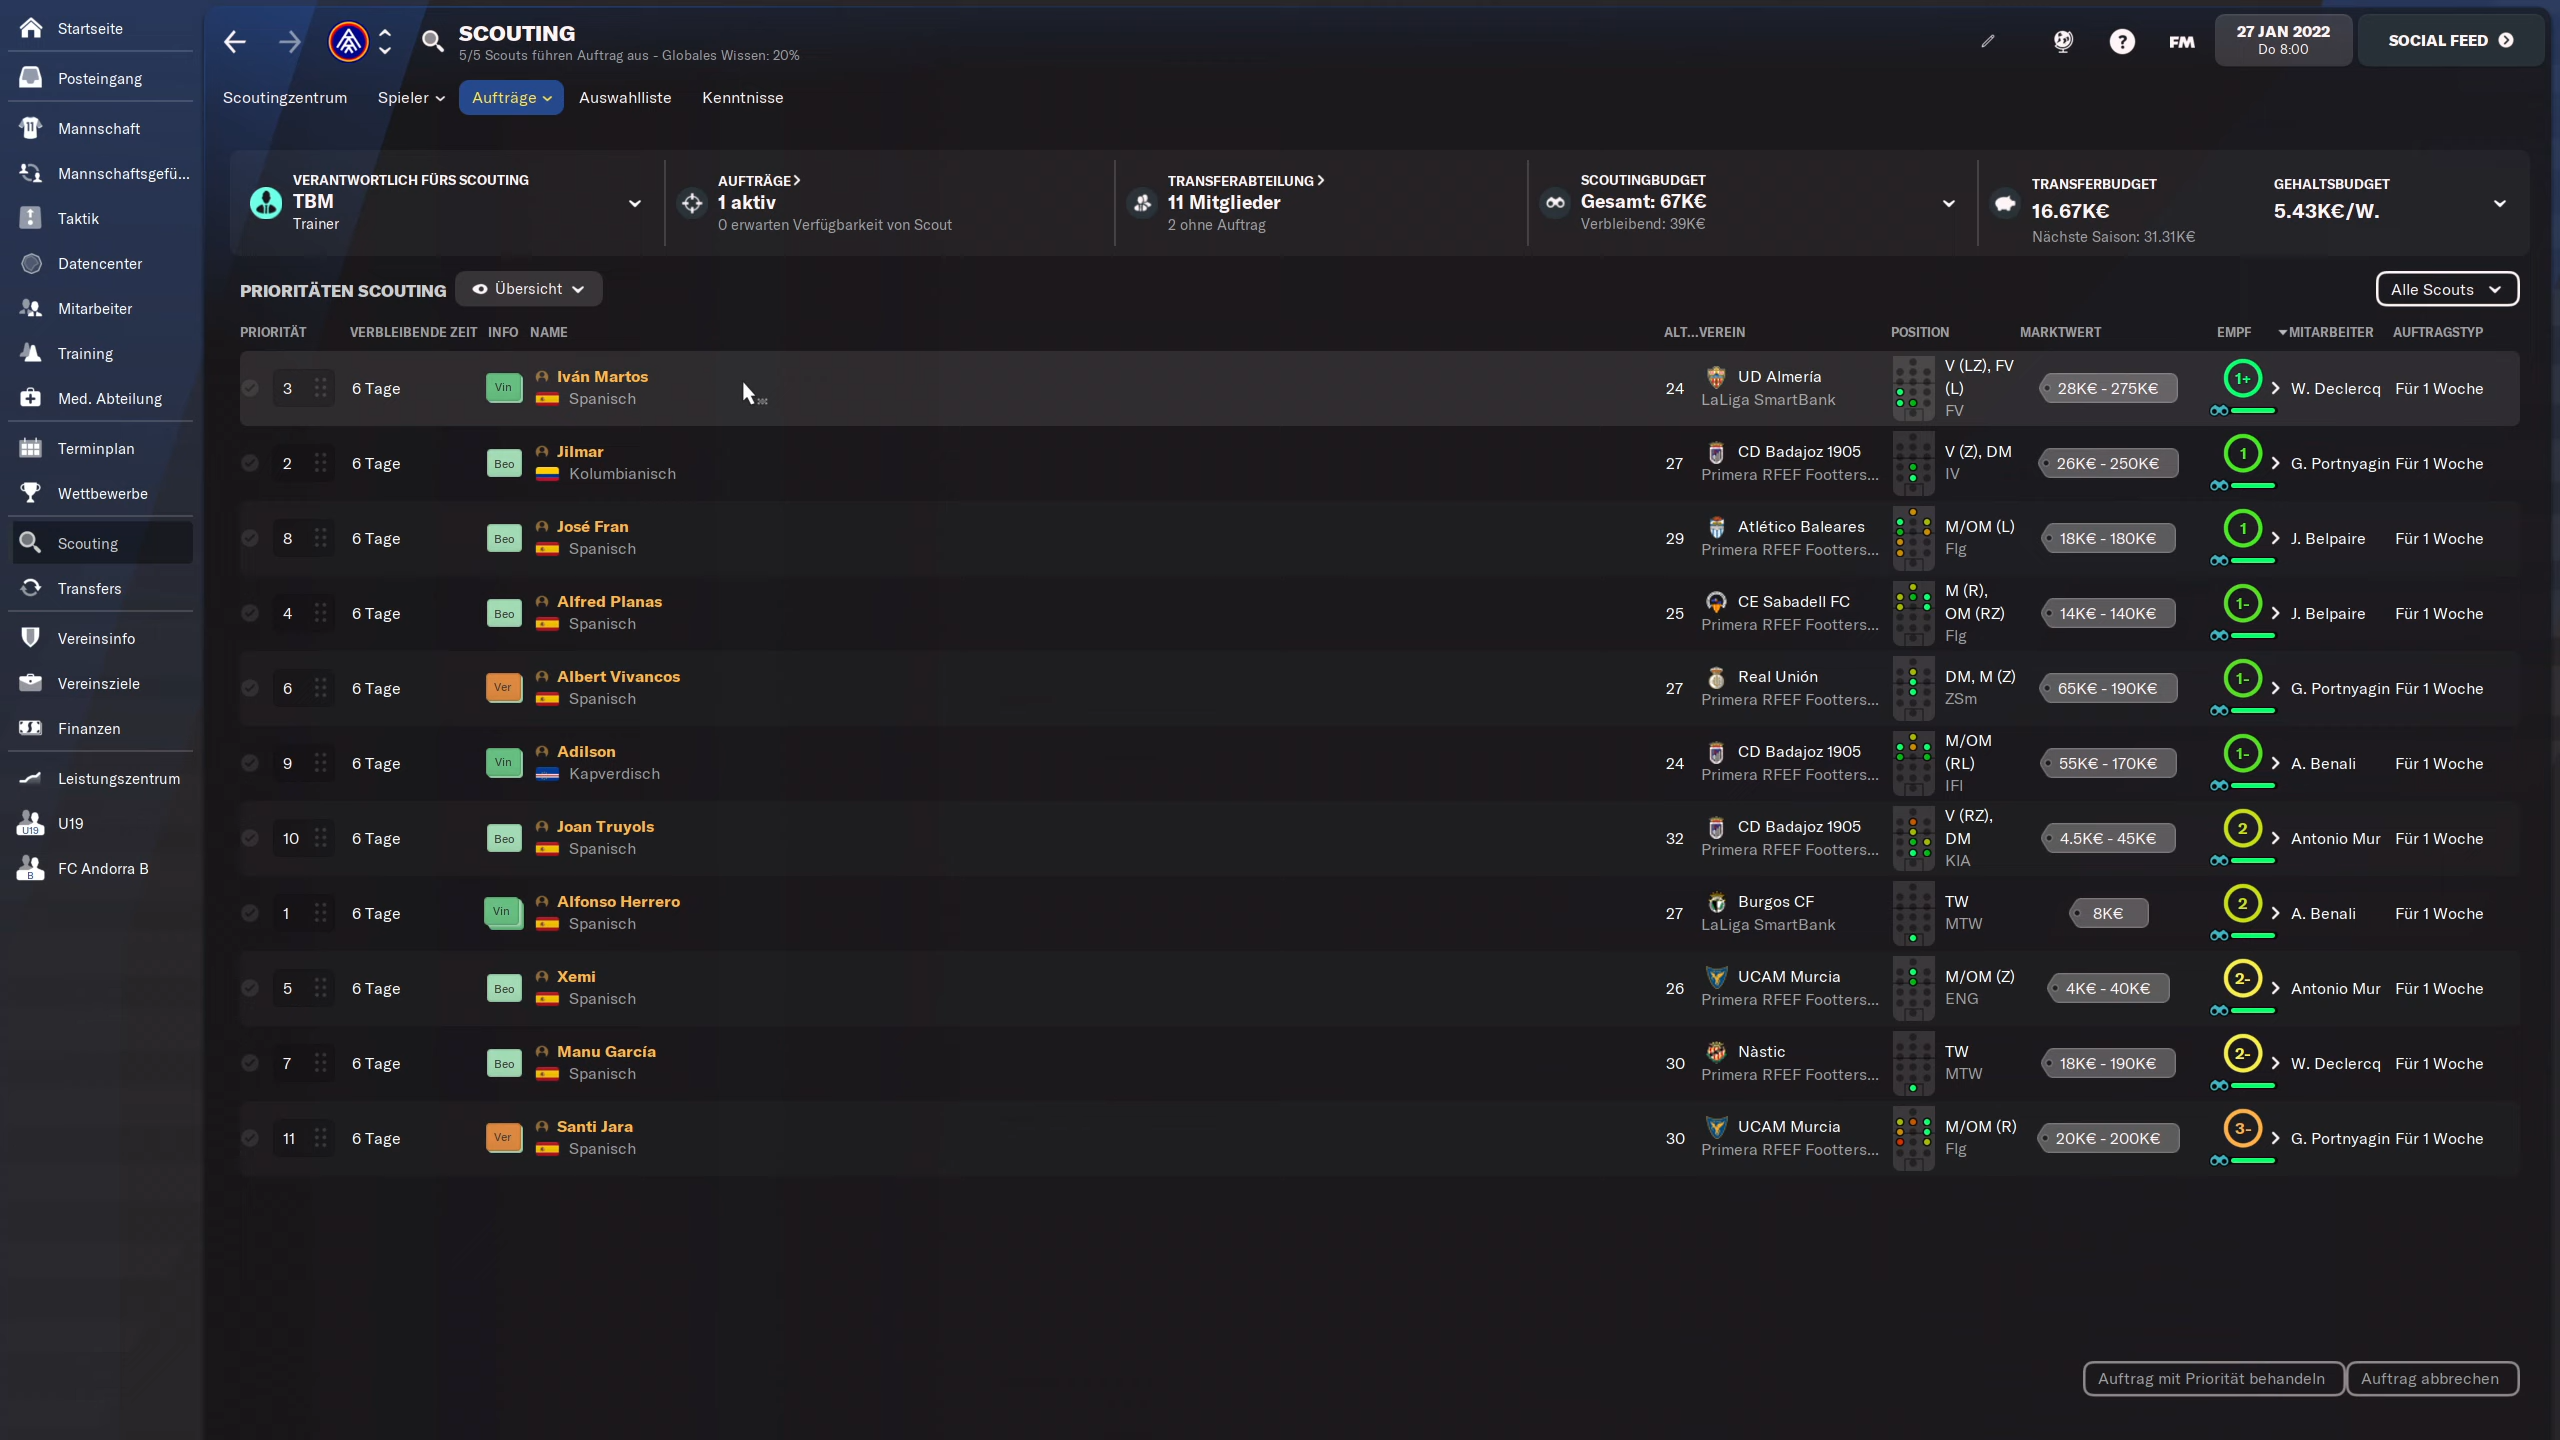 Startseite
Posteingang
Mannschaft
Mannschaftsgefü...
Taktik
Datencenter
Mitarbeiter
Training
Med. Abteilung
Terminplan
Wettbewerbe
Scouting
Transfers
Vereinsinfo
Vereinsziele
Finanzen
Leistungszentrum
U19
U19
B
FC Andorra B
SCOUTING
5/5 Scouts führen Auftrag aus - Globales Wissen: 20%
?
FM
27 JAN 2022
Do 8:00
SOCIAL FEED
Scoutingzentrum Spieler Aufträge Auswahlliste Kenntnisse
VERANTWORTLICH FÜRS SCOUTING
TBM
Trainer
AUFTRÄGE
1 aktiv
0 erwarten Verfügbarkeit von Scout
TRANSFERABTEILUNG
11 Mitglieder
2 ohne Auftrag
SCOUTINGBUDGET
Gesamt: 67K€
Verbleibend: 39K€
TRANSFERBUDGET
16.67K€
Nächste Saison: 31.31K€
GEHALTSBUDGET
5.43K€/W.
PRIORITÄTEN SCOUTING Übersicht
Alle Scouts
PRIORITÄT VERBLEIBENDE ZEIT INFO NAME ALT... VEREIN POSITION MARKTWERT EMPF MITARBEITER AUFTRAGSTYP
3 6 Tage Vin Iván Martos 24 UD Almería V (LZ), FV (L) 28K€ - 275K€ 1+ W. Declercq Für 1 Woche
Spanisch LaLiga SmartBank FV
2 6 Tage Beo Jilmar 27 CD Badajoz 1905 V (Z), DM 26K€ - 250K€ 1 G. Portnyagin Für 1 Woche
Kolumbianisch Primera RFEF Footters... IV
8 6 Tage Beo José Fran 29 Atlético Baleares M/OM (L) 18K€ - 180K€ 1 J. Belpaire Für 1 Woche
Spanisch Primera RFEF Footters... Flg
4 6 Tage Beo Alfred Planas 25 CE Sabadell FC M (R), OM (RZ) 14K€ - 140K€ 1- J. Belpaire Für 1 Woche
Spanisch Primera RFEF Footters... Flg
6 6 Tage Ver Albert Vivancos 27 Real Unión DM, M (Z) 65K€ - 190K€ 1- G. Portnyagin Für 1 Woche
Spanisch Primera RFEF Footters... ZSm
9 6 Tage Vin Adilson 24 CD Badajoz 1905 M/OM (RL) 55K€ - 170K€ 1- A. Benali Für 1 Woche
Kapverdisch Primera RFEF Footters... IFl
10 6 Tage Beo Joan Truyols 32 CD Badajoz 1905 V (RZ), DM 4.5K€ - 45K€ 2 Antonio Mur Für 1 Woche
Spanisch Primera RFEF Footters... KIA
1 6 Tage Vin Alfonso Herrero 27 Burgos CF TW 8K€ 2 A. Benali Für 1 Woche
Spanisch LaLiga SmartBank MTW
5 6 Tage Beo Xemi 26 UCAM Murcia M/OM (Z) 4K€ - 40K€ 2- Antonio Mur Für 1 Woche
Spanisch Primera RFEF Footters... ENG
7 6 Tage Beo Manu García 30 Nàstic TW 18K€ - 190K€ 2- W. Declercq Für 1 Woche
Spanisch Primera RFEF Footters... MTW
11 6 Tage Ver Santi Jara 30 UCAM Murcia M/OM (R) 20K€ - 200K€ 3- G. Portnyagin Für 1 Woche
Spanisch Primera RFEF Footters... Flg
Auftrag mit Priorität behandeln Auftrag abbrechen